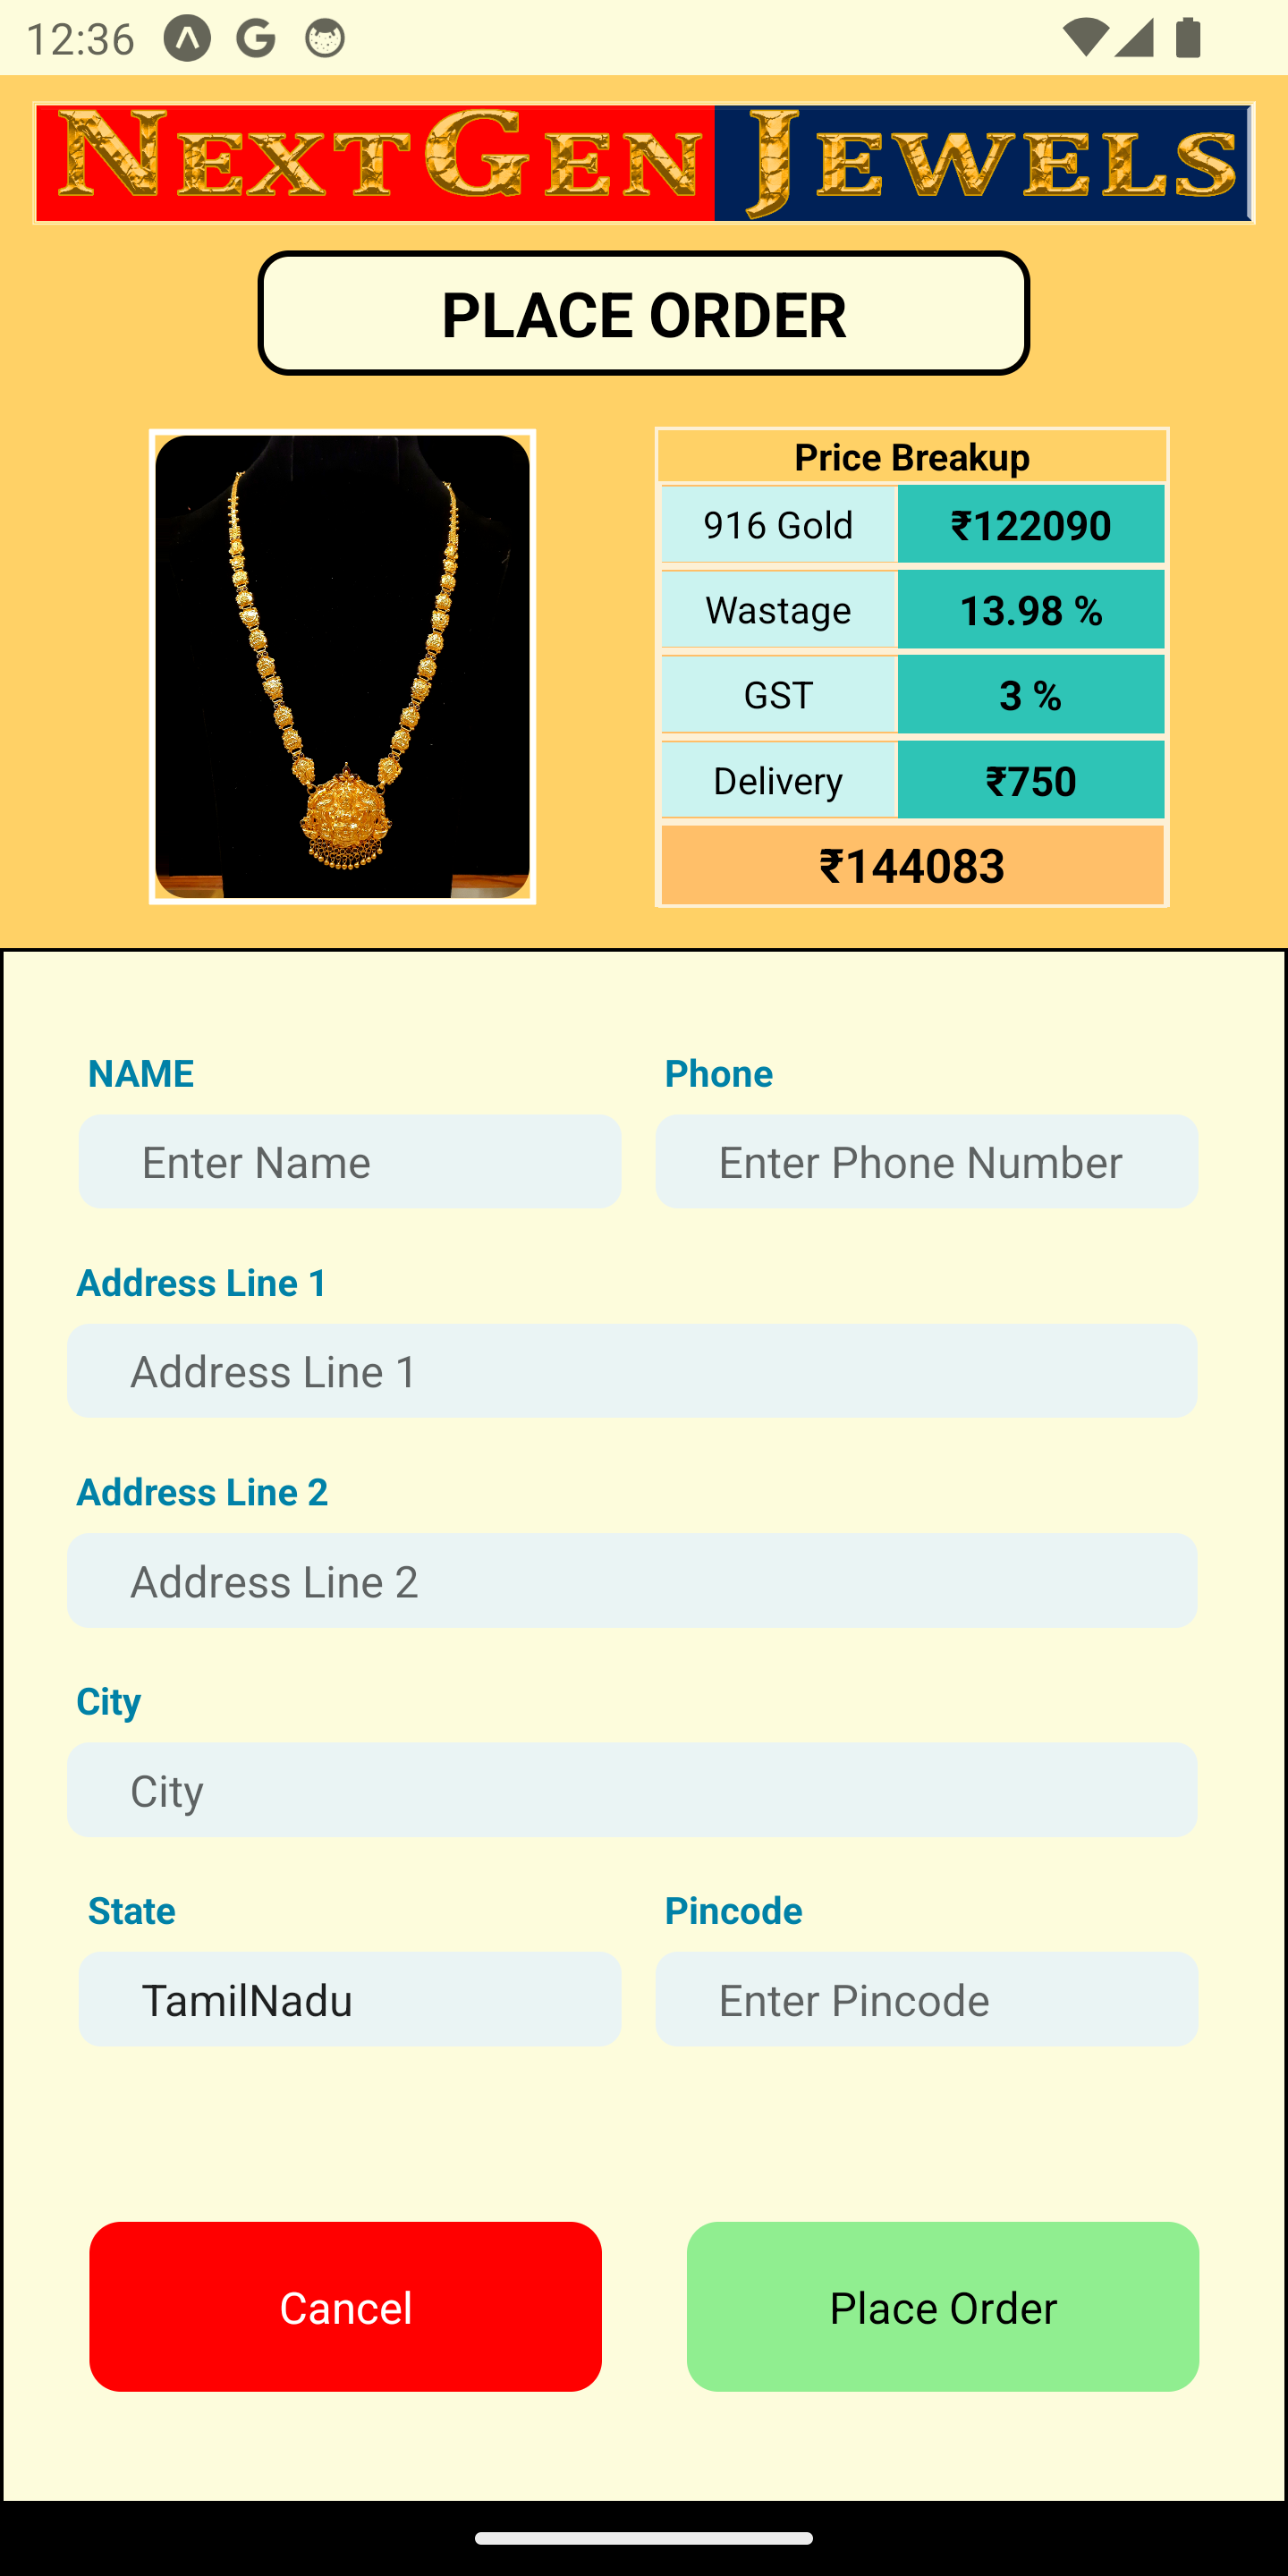 12:36
NEXTGEN JEWELS
PLACE ORDER
Price Breakup
916 Gold ₹122090
Wastage 13.98 %
GST 3 %
Delivery ₹750
₹144083
NAME Phone
Enter Name Enter Phone Number
Address Line 1
Address Line 1
Address Line 2
Address Line 2
City
City
State Pincode
TamilNadu Enter Pincode
Cancel Place Order